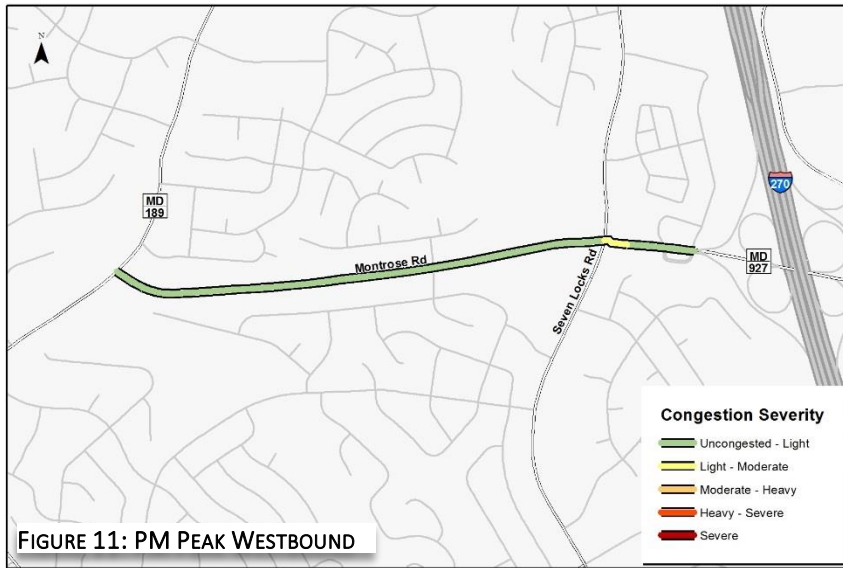 N
MD
189
270
Montrose Rd
MD
927
Seven Locks Rd
Congestion Severity
Uncongested - Light
Light - Moderate
Moderate - Heavy
Heavy - Severe
Severe
FIGURE 11: PM PEAK WESTBOUND